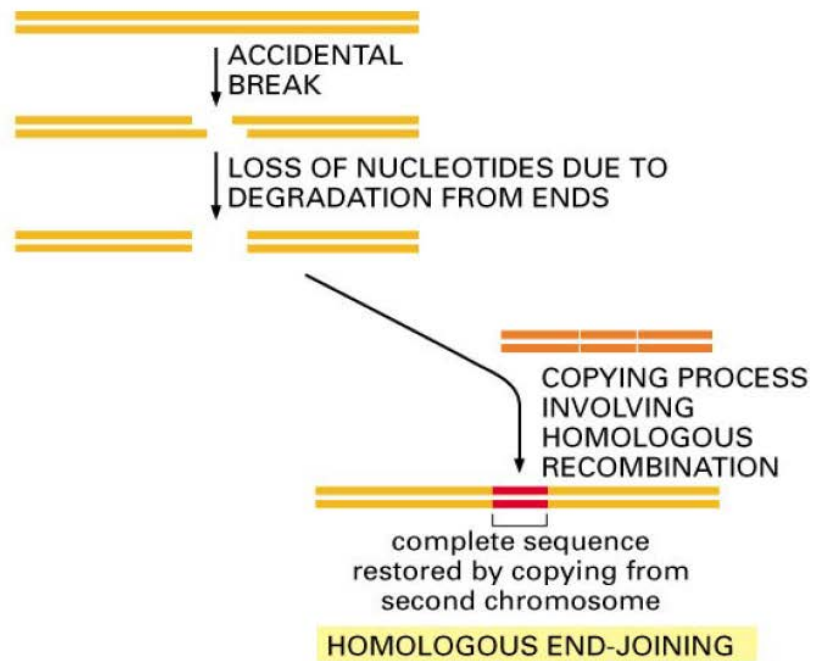 ACCIDENTAL
BREAK
LOSS OF NUCLEOTIDES DUE TO
DEGRADATION FROM ENDS
COPYING PROCESS
INVOLVING
HOMOLOGOUS
RECOMBINATION
complete sequence
restored by copying from
second chromosome
HOMOLOGOUS END-JOINING